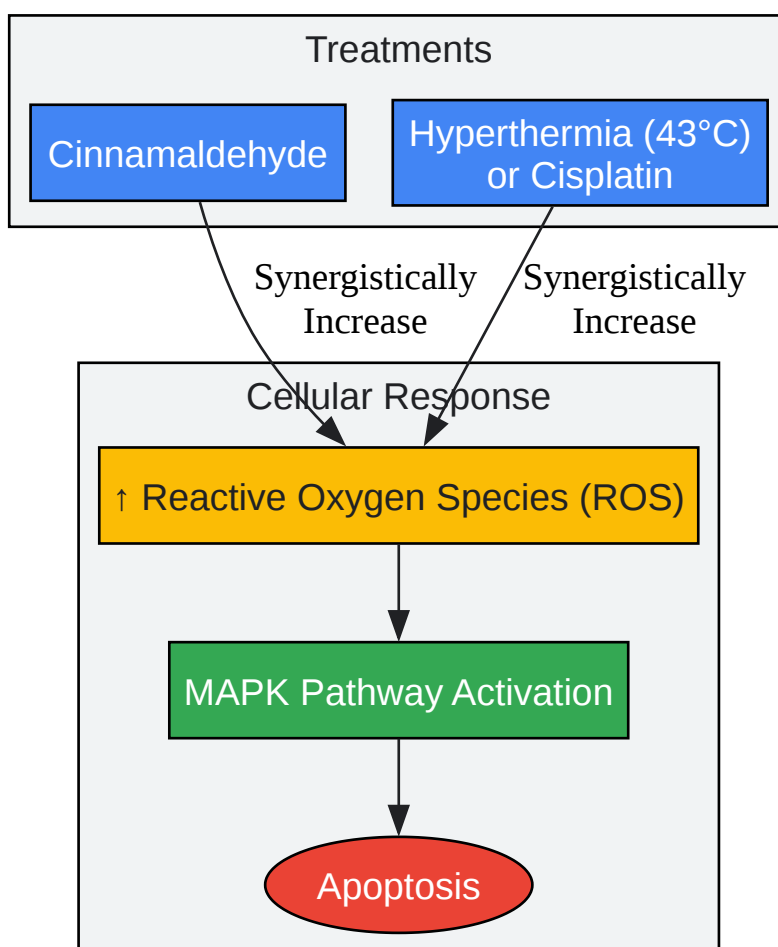 Treatments
Cinnamaldehyde
Hyperthermia (43°C)
or Cisplatin
Synergistically
Increase
Synergistically
Increase
Cellular Response
↑ Reactive Oxygen Species (ROS)
MAPK Pathway Activation
Apoptosis